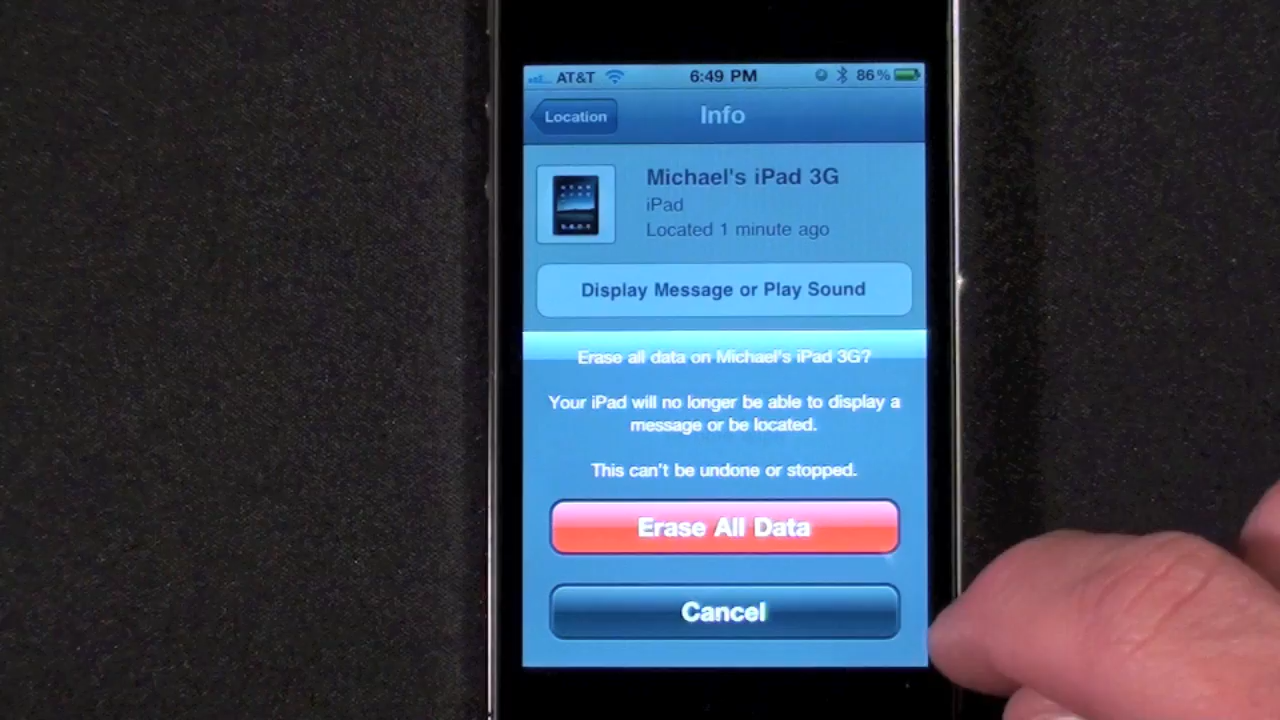 AT&T 6:49 PM 86%
Location Info
Michael's iPad 3G
iPad
Located 1 minute ago
Display Message or Play Sound
Erase all data on Michael's iPad 3G?
Your iPad will no longer be able to display a
message or be located.
This can't be undone or stopped.
Erase All Data
Cancel